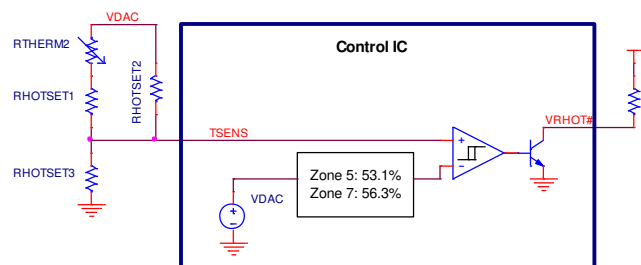 VDAC
RTHERM2
RHOTSET1
RHOTSET2
RHOTSET3
Control IC
TSENS
VRHOT#
+
-
Zone 5: 53.1%
Zone 7: 56.3%
VDAC
+
-